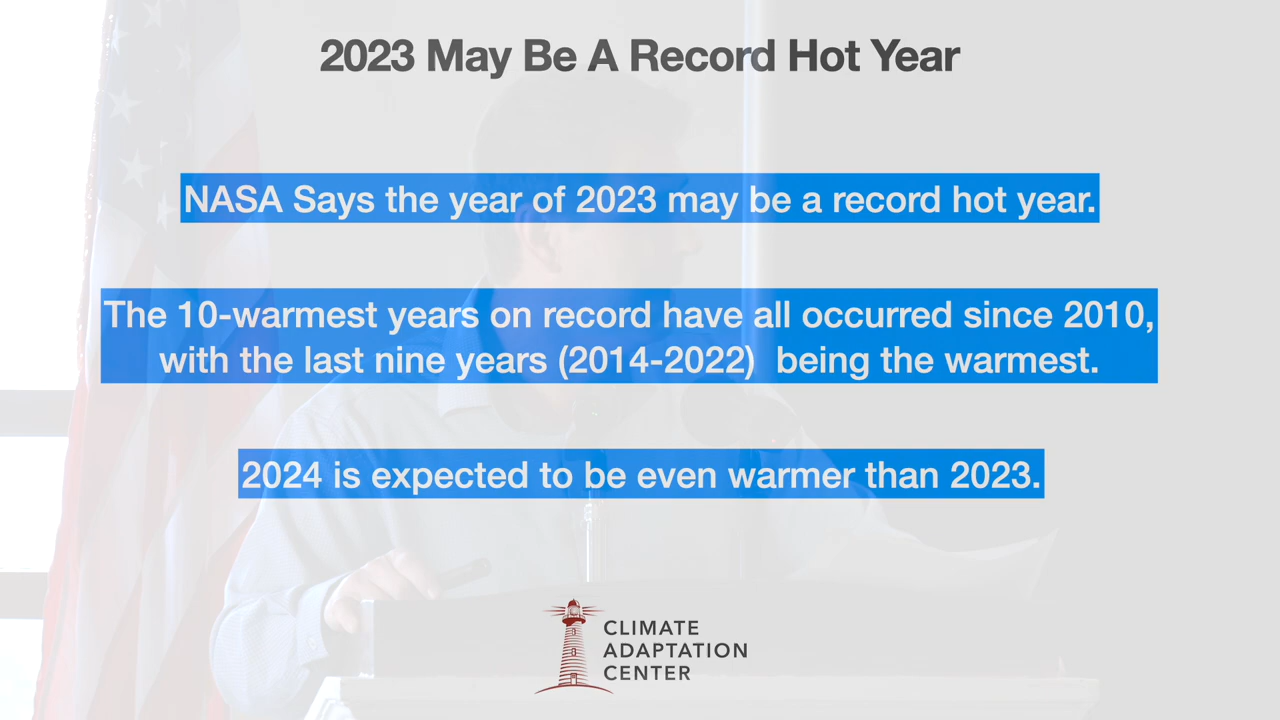 2023 May Be A Record Hot Year
NASA Says the year of 2023 may be a record hot year.
The 10-warmest years on record have all occurred since 2010,
with the last nine years (2014-2022)  being the warmest.
2024 is expected to be even warmer than 2023.
CLIMATE
ADAPTATION
CENTER